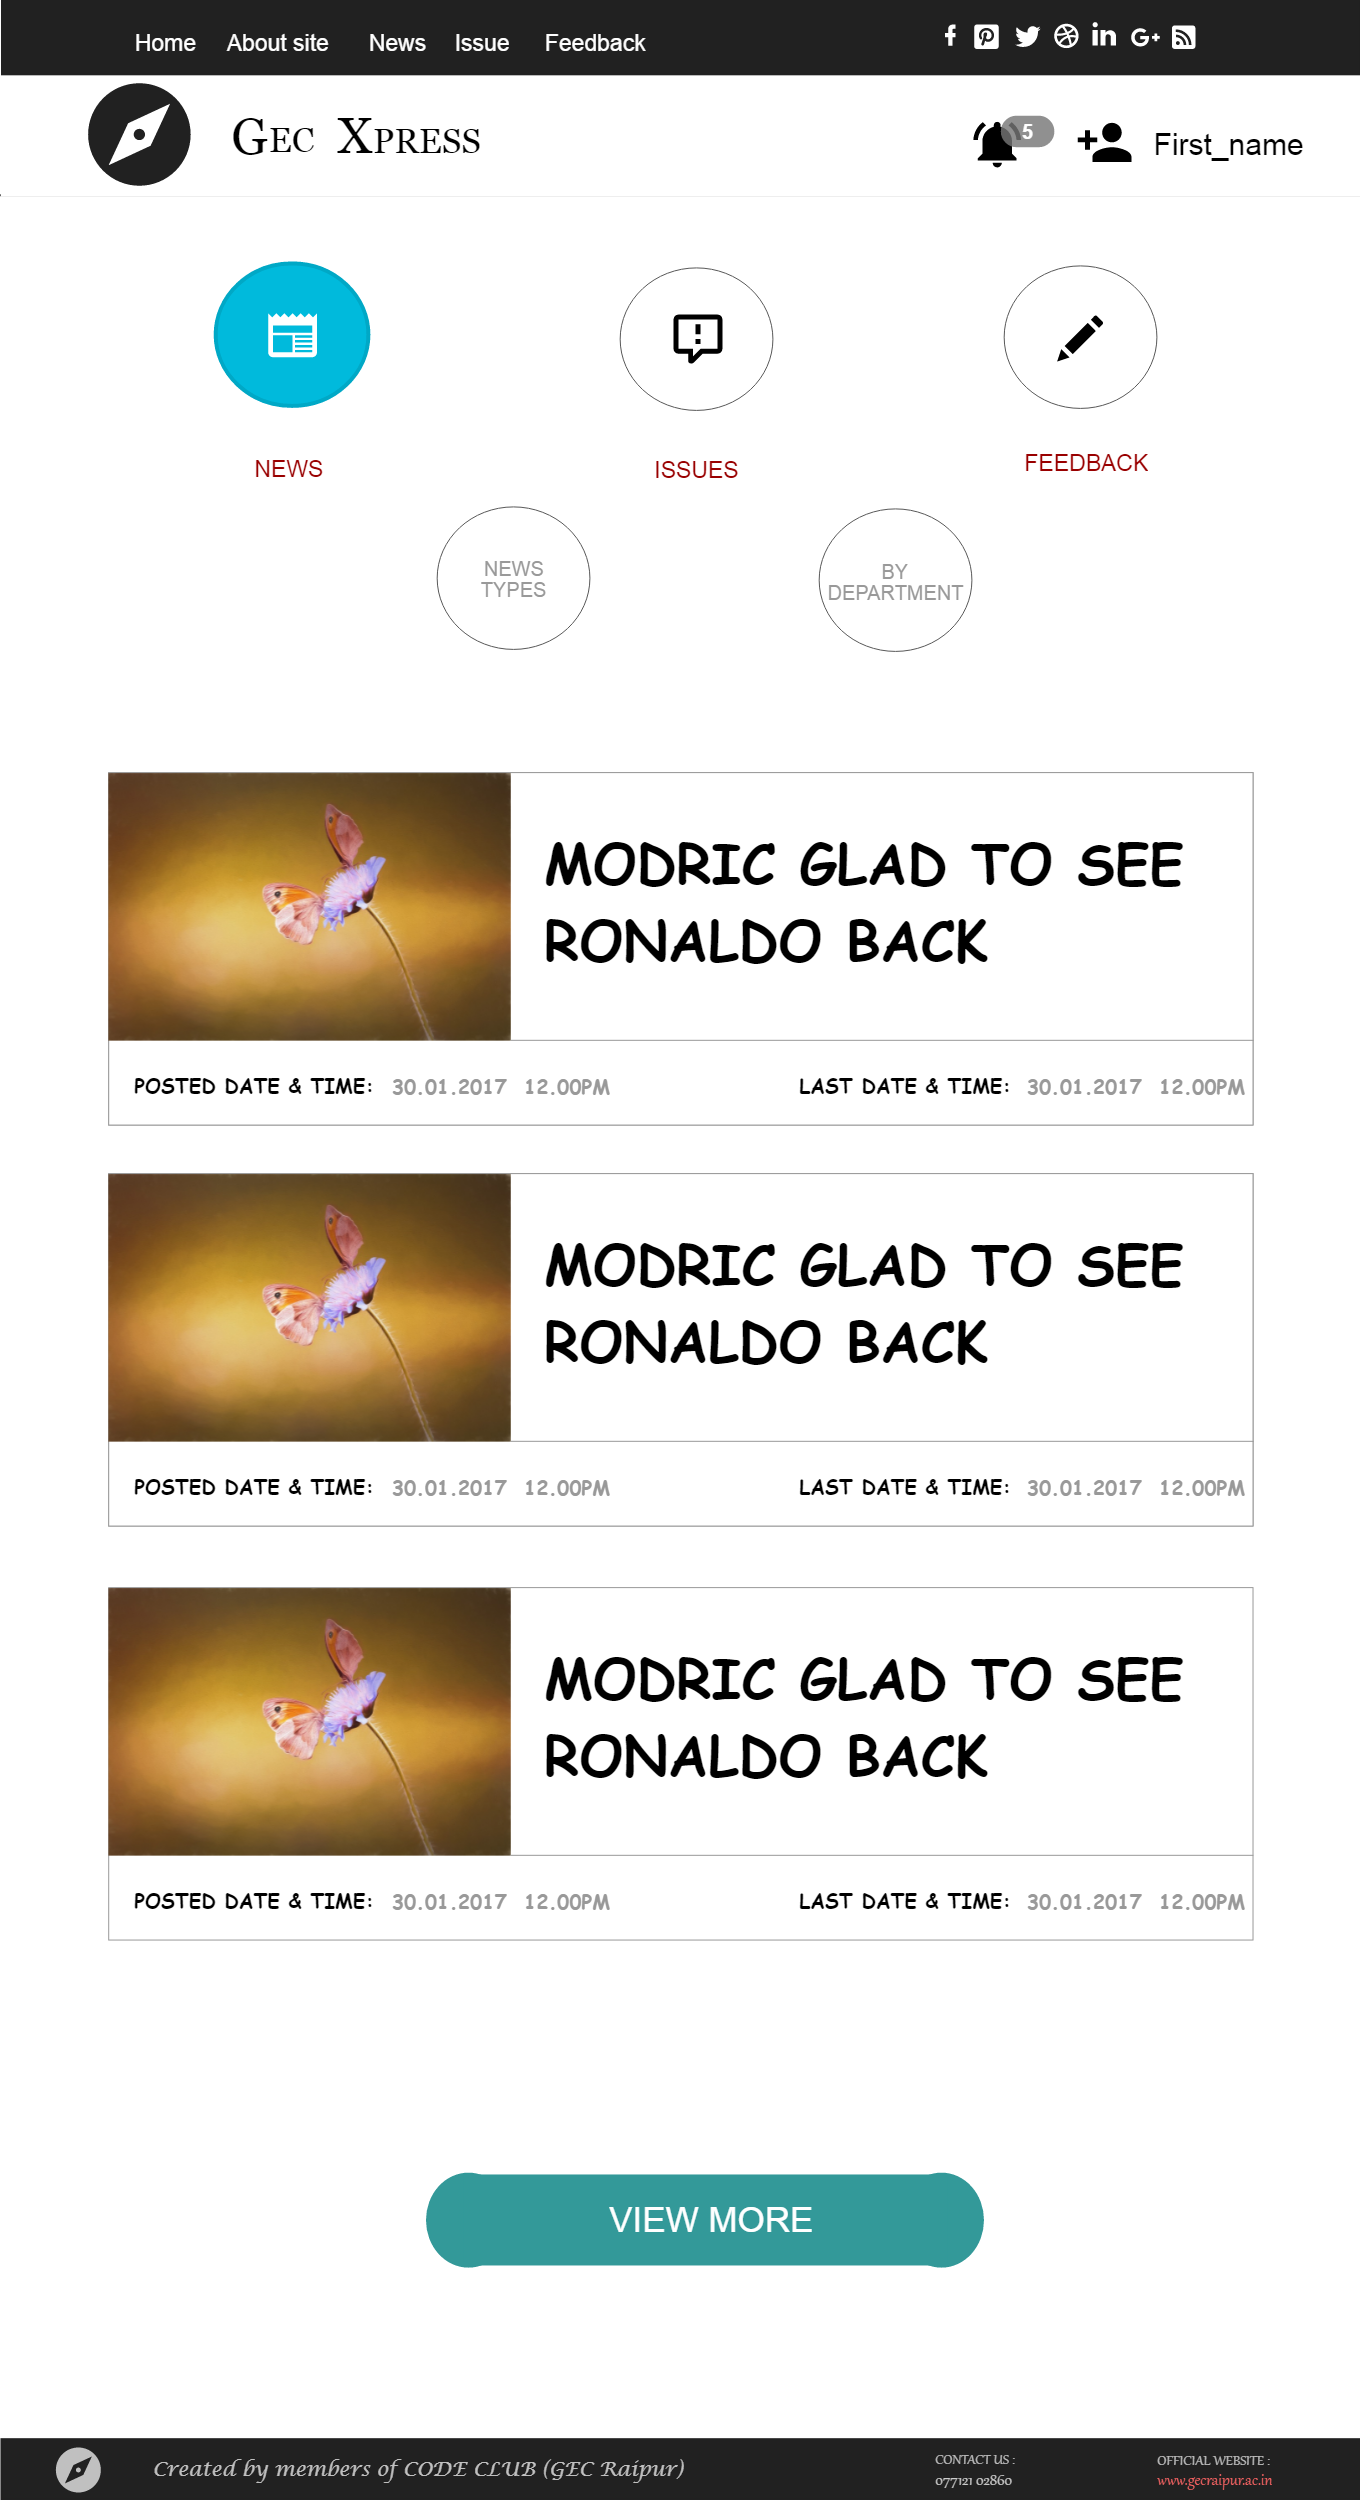 Home About site News Issue Feedback
Gec Xpress
5
First_name
NEWS
ISSUES
FEEDBACK
NEWS
TYPES
BY
DEPARTMENT
MODRIC GLAD TO SEE
RONALDO BACK
POSTED DATE & TIME: 30.01.2017 12.00PM LAST DATE & TIME: 30.01.2017 12.00PM
MODRIC GLAD TO SEE
RONALDO BACK
POSTED DATE & TIME: 30.01.2017 12.00PM LAST DATE & TIME: 30.01.2017 12.00PM
MODRIC GLAD TO SEE
RONALDO BACK
POSTED DATE & TIME: 30.01.2017 12.00PM LAST DATE & TIME: 30.01.2017 12.00PM
VIEW MORE
Created by members of CODE CLUB (GEC Raipur)
CONTACT US :
077121 02860
OFFICIAL WEBSITE :
www.gecraipur.ac.in